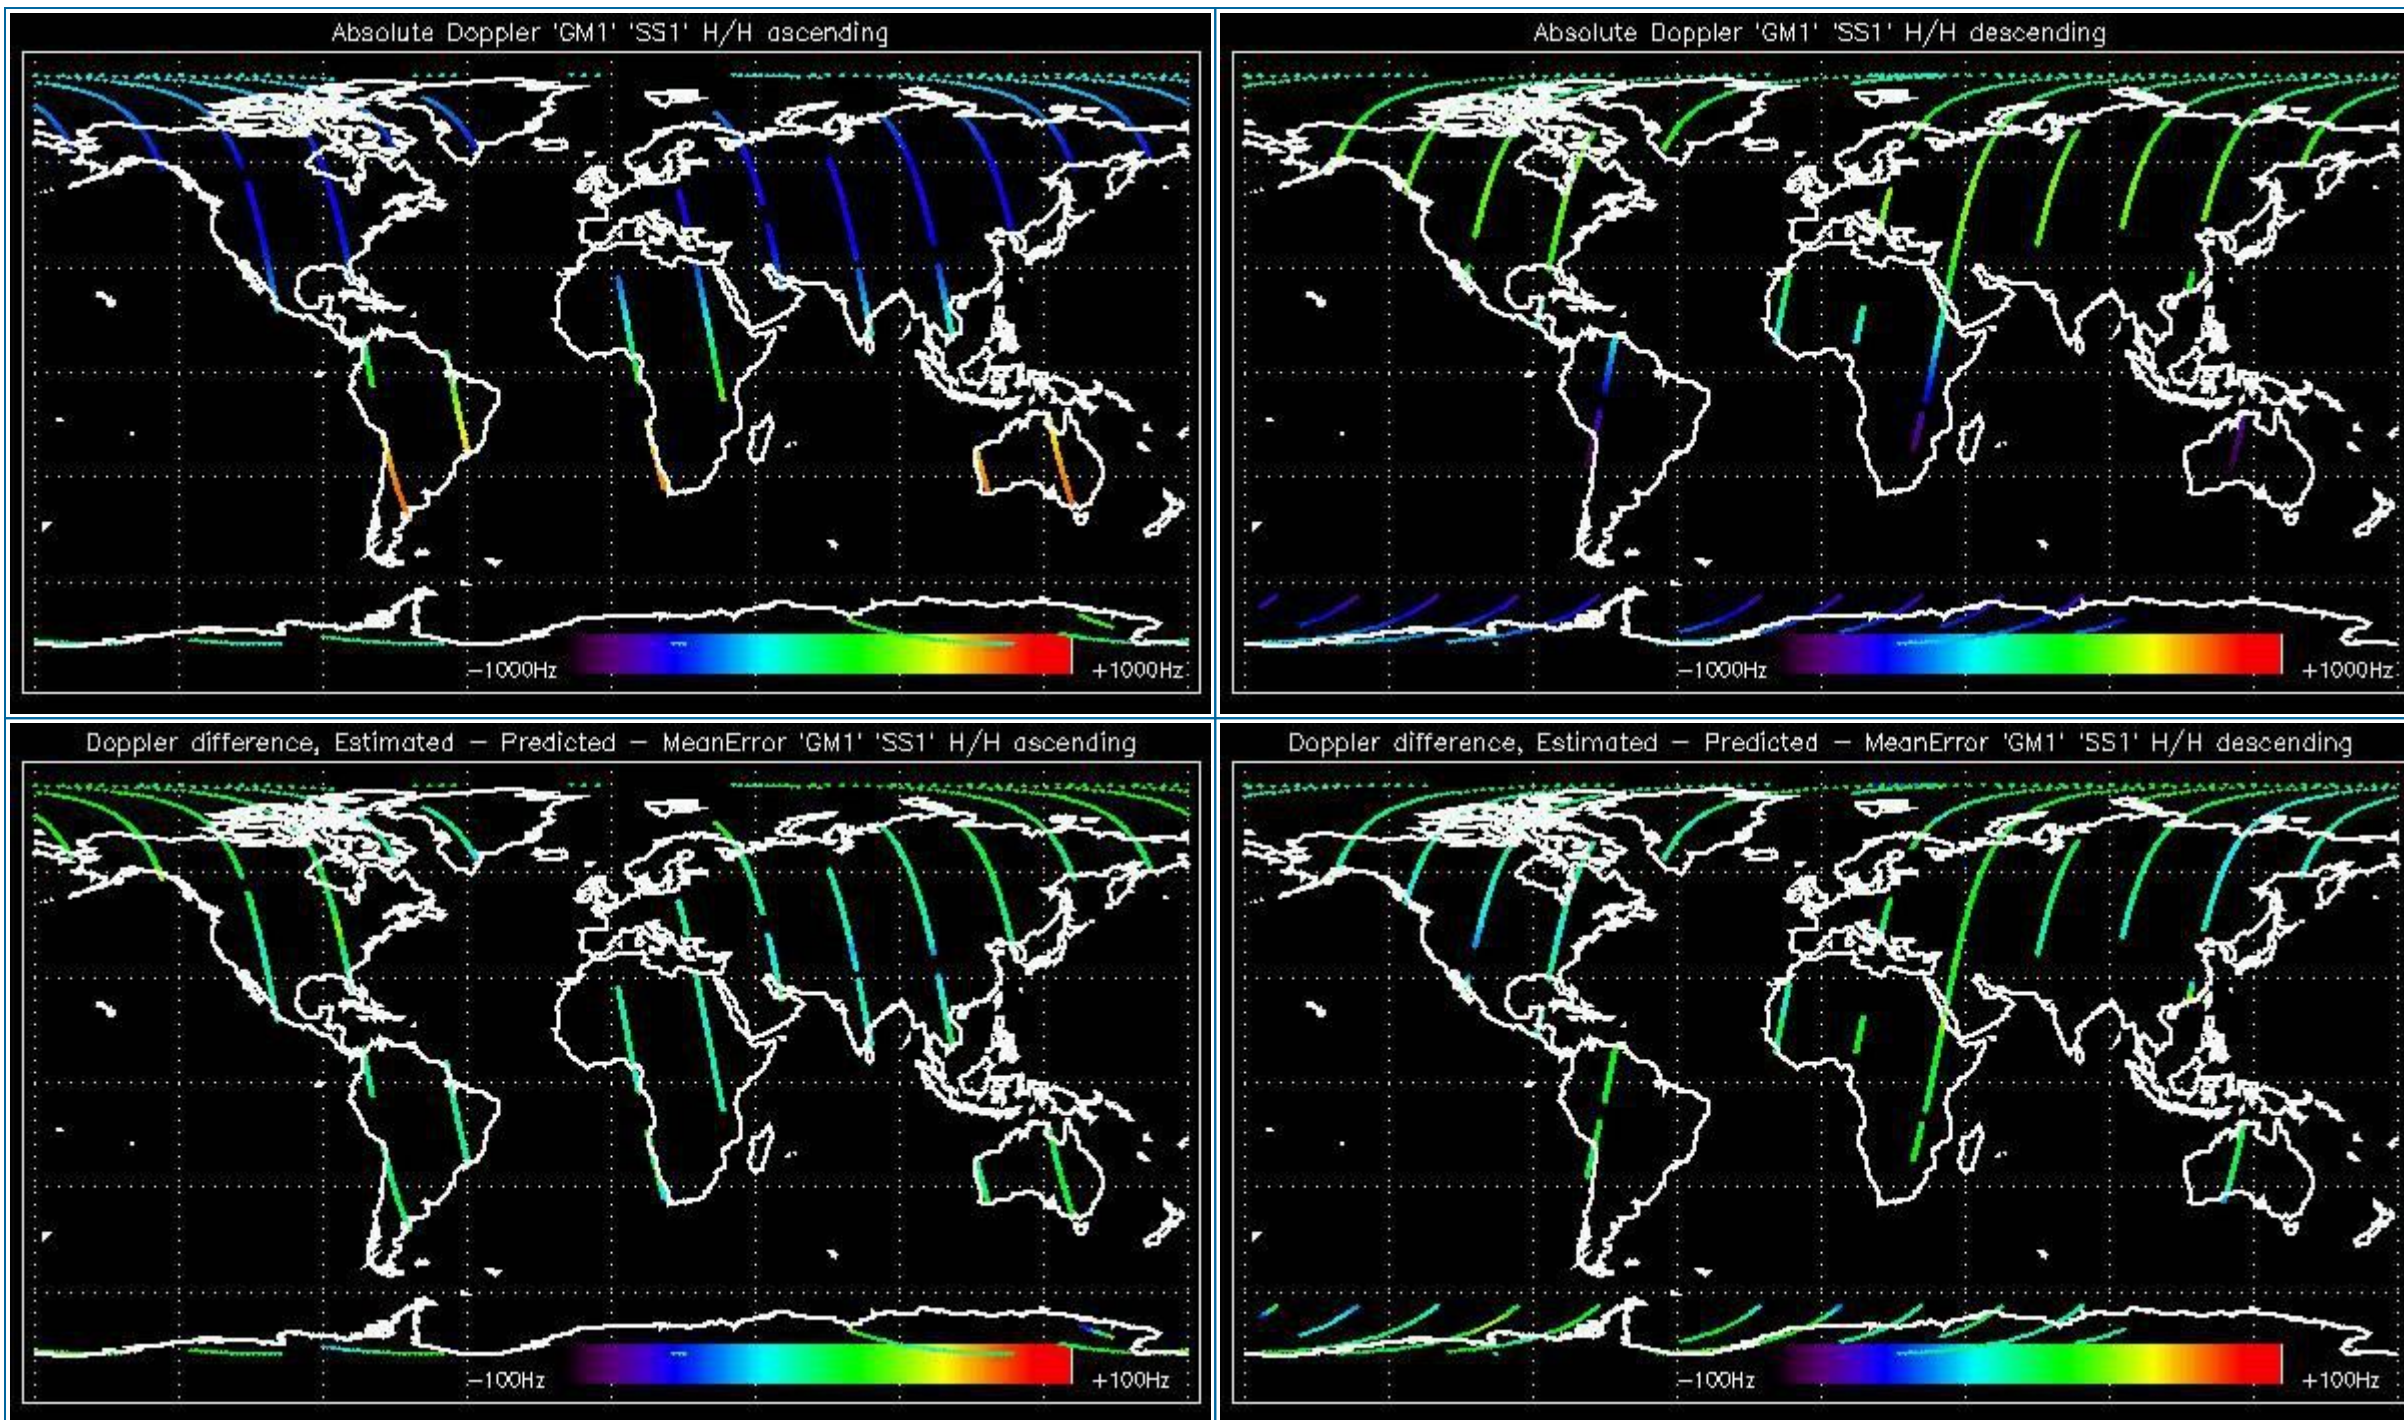 Absolute Doppler 'GM1' 'SS1' H/H ascending
-1000Hz
+1000Hz
Absolute Doppler 'GM1' 'SS1' H/H descending
-1000Hz
+1000Hz
Doppler difference, Estimated - Predicted - MeanError 'GM1' 'SS1' H/H ascending
-100Hz
+100Hz
Doppler difference, Estimated - Predicted - MeanError 'GM1' 'SS1' H/H descending
-100Hz
+100Hz